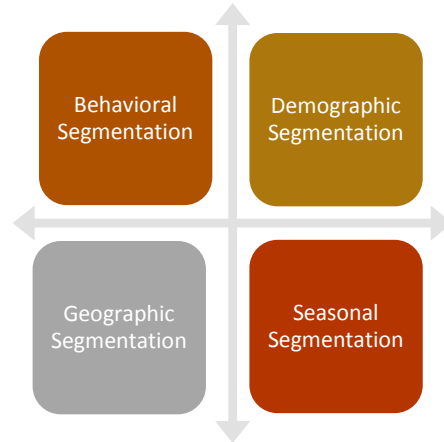 Behavioral
Segmentation
Demographic
Segmentation
Geographic
Segmentation
Seasonal
Segmentation